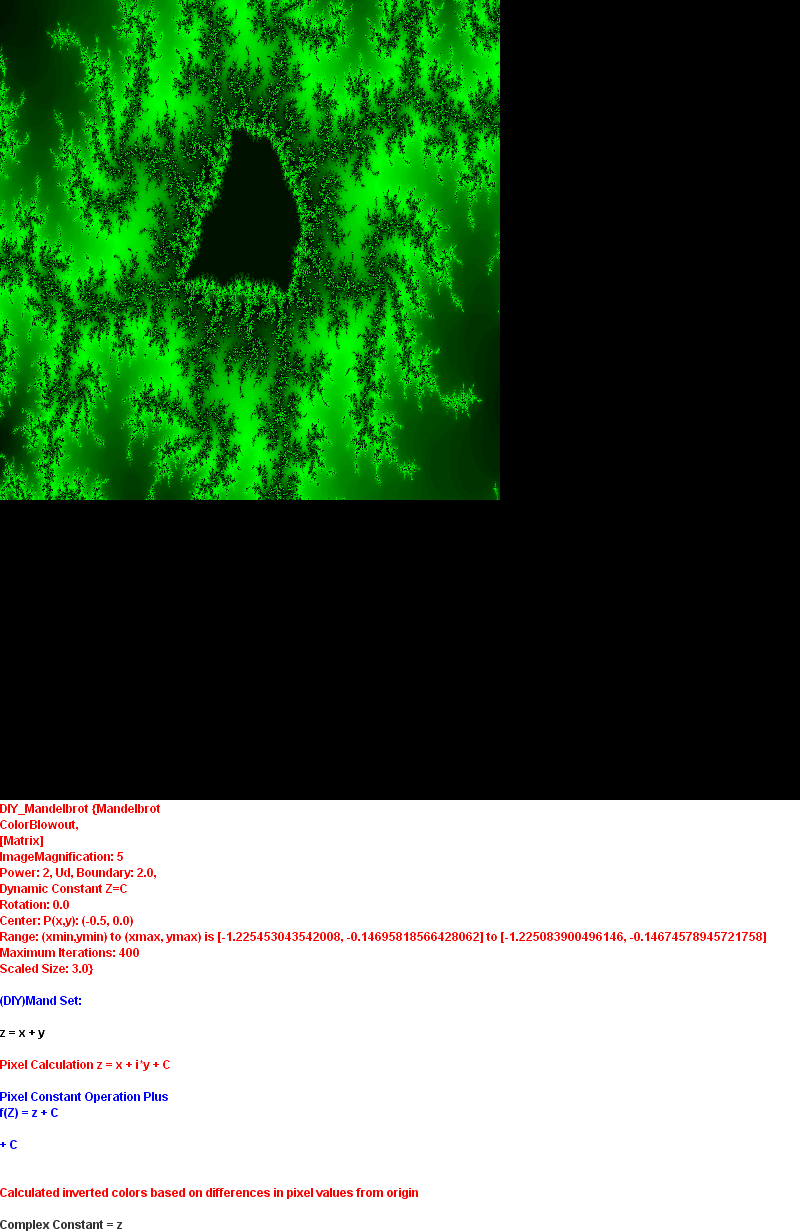 DIY_Mandelbrot {Mandelbrot
ColorBlowout,
[Matrix]
ImageMagnification: 5
Power: 2, Ud, Boundary: 2.0,
Dynamic Constant Z=C
Rotation: 0.0
Center: P(x,y): (-0.5, 0.0)
Range: (xmin,ymin) to (xmax, ymax) is [-1.225453043542008, -0.14695818566428062] to [-1.225083900496146, -0.14674578945721758]
Maximum Iterations: 400
Scaled Size: 3.0}
(DIY)Mand Set:
z = x + y
Pixel Calculation z = x + i*y + C
Pixel Constant Operation Plus
f(Z) = z + C
+ C
Calculated inverted colors based on differences in pixel values from origin
Complex Constant = z